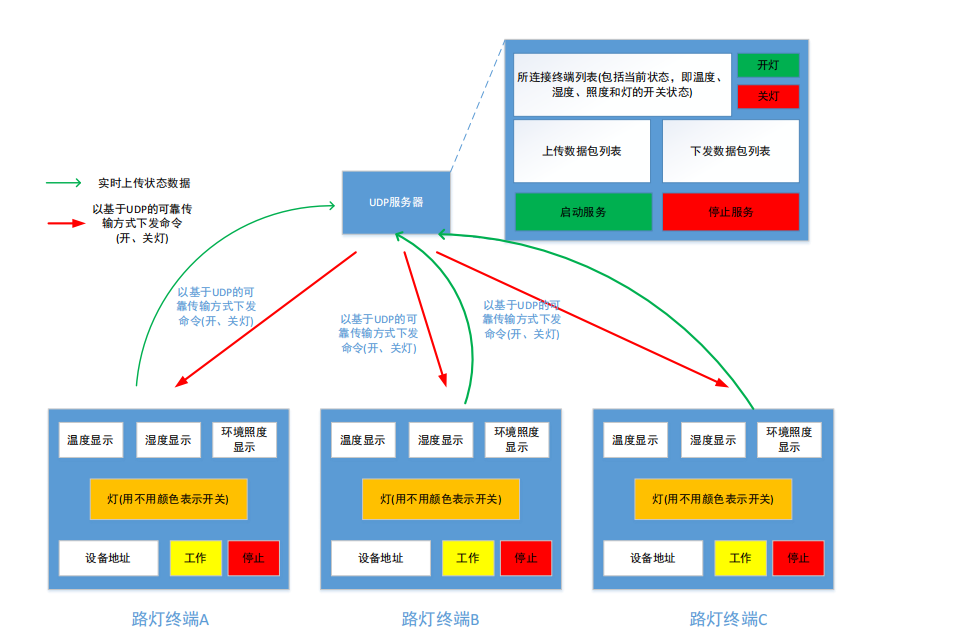 所连接终端列表(包括当前状态，即温度、
湿度、照度和灯的开关状态)
开灯
关灯
上传数据包列表
下发数据包列表
启动服务
停止服务
UDP服务器
实时上传状态数据
以基于UDP的可靠传
输方式下发命令
(开、关灯)
以基于UDP的可
靠传输方式下发
命令(开、关灯)
以基于UDP的可
靠传输方式下发
命令(开、关灯)
以基于UDP的可
靠传输方式下发
命令(开、关灯)
温度显示
湿度显示
环境照度
显示
灯(用不用颜色表示开关)
设备地址
工作
停止
路灯终端A
温度显示
湿度显示
环境照度
显示
灯(用不用颜色表示开关)
设备地址
工作
停止
路灯终端B
温度显示
湿度显示
环境照度
显示
灯(用不用颜色表示开关)
设备地址
工作
停止
路灯终端C